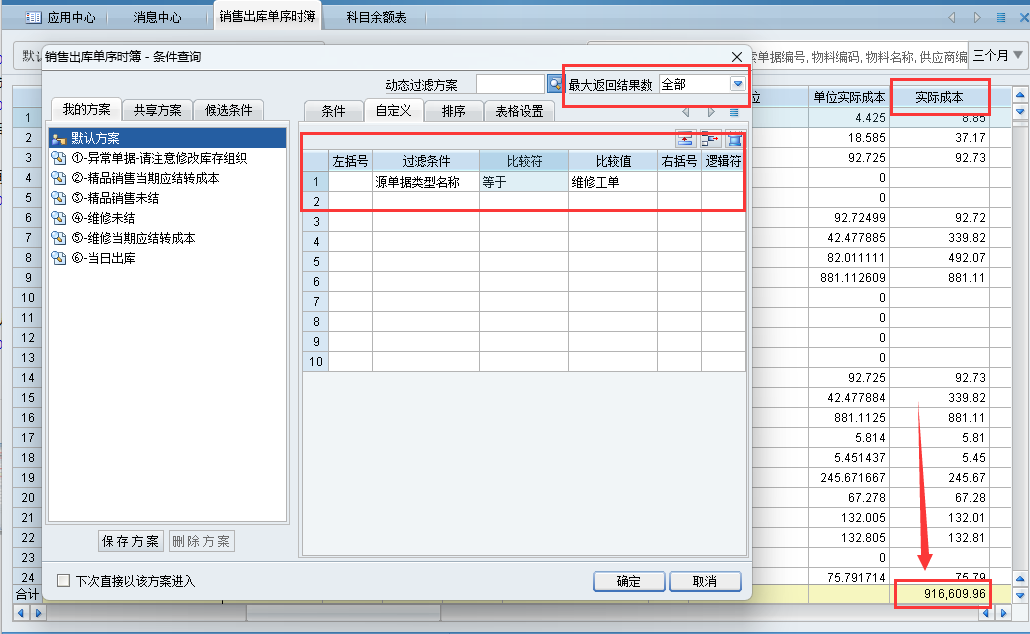 应用中心 消息中心 销售出库单序时簿 科目余额表
默认
销售出库单序时簿 - 条件查询
单据编号, 物料编码, 物料名称, 供应商编 三个月
动态过滤方案 最大返回结果数 全部
我的方案 共享方案 候选条件
条件 自定义 排序 表格设置
默认方案
①-异常单据-请注意修改库存组织
②-精品销售当期应结转成本
③-精品销售未结
④-维修未结
⑤-维修当期应结转成本
⑥-当日出库
左括号 过滤条件 比较符 比较值 右括号 逻辑符
1 源单据类型名称 等于 维修工单
2
3
4
5
6
7
8
9
10
保存方案 删除方案
下次直接以该方案进入
确定 取消
位 单位实际成本 实际成本
1 4.425 8.85
2 18.585 37.17
3 92.725 92.73
4 0
5 0
6 92.72499 92.72
7 42.477885 339.82
8 82.011111 492.07
9 881.112609 881.11
10 0
11 0
12 0
13 0
14 92.725 92.73
15 42.477884 339.82
16 881.1125 881.11
17 5.814 5.81
18 5.451437 5.45
19 245.671667 245.67
20 67.278 67.28
21 132.005 132.01
22 132.805 132.81
23 0
24 75.791714 75.79
合计 916,609.96